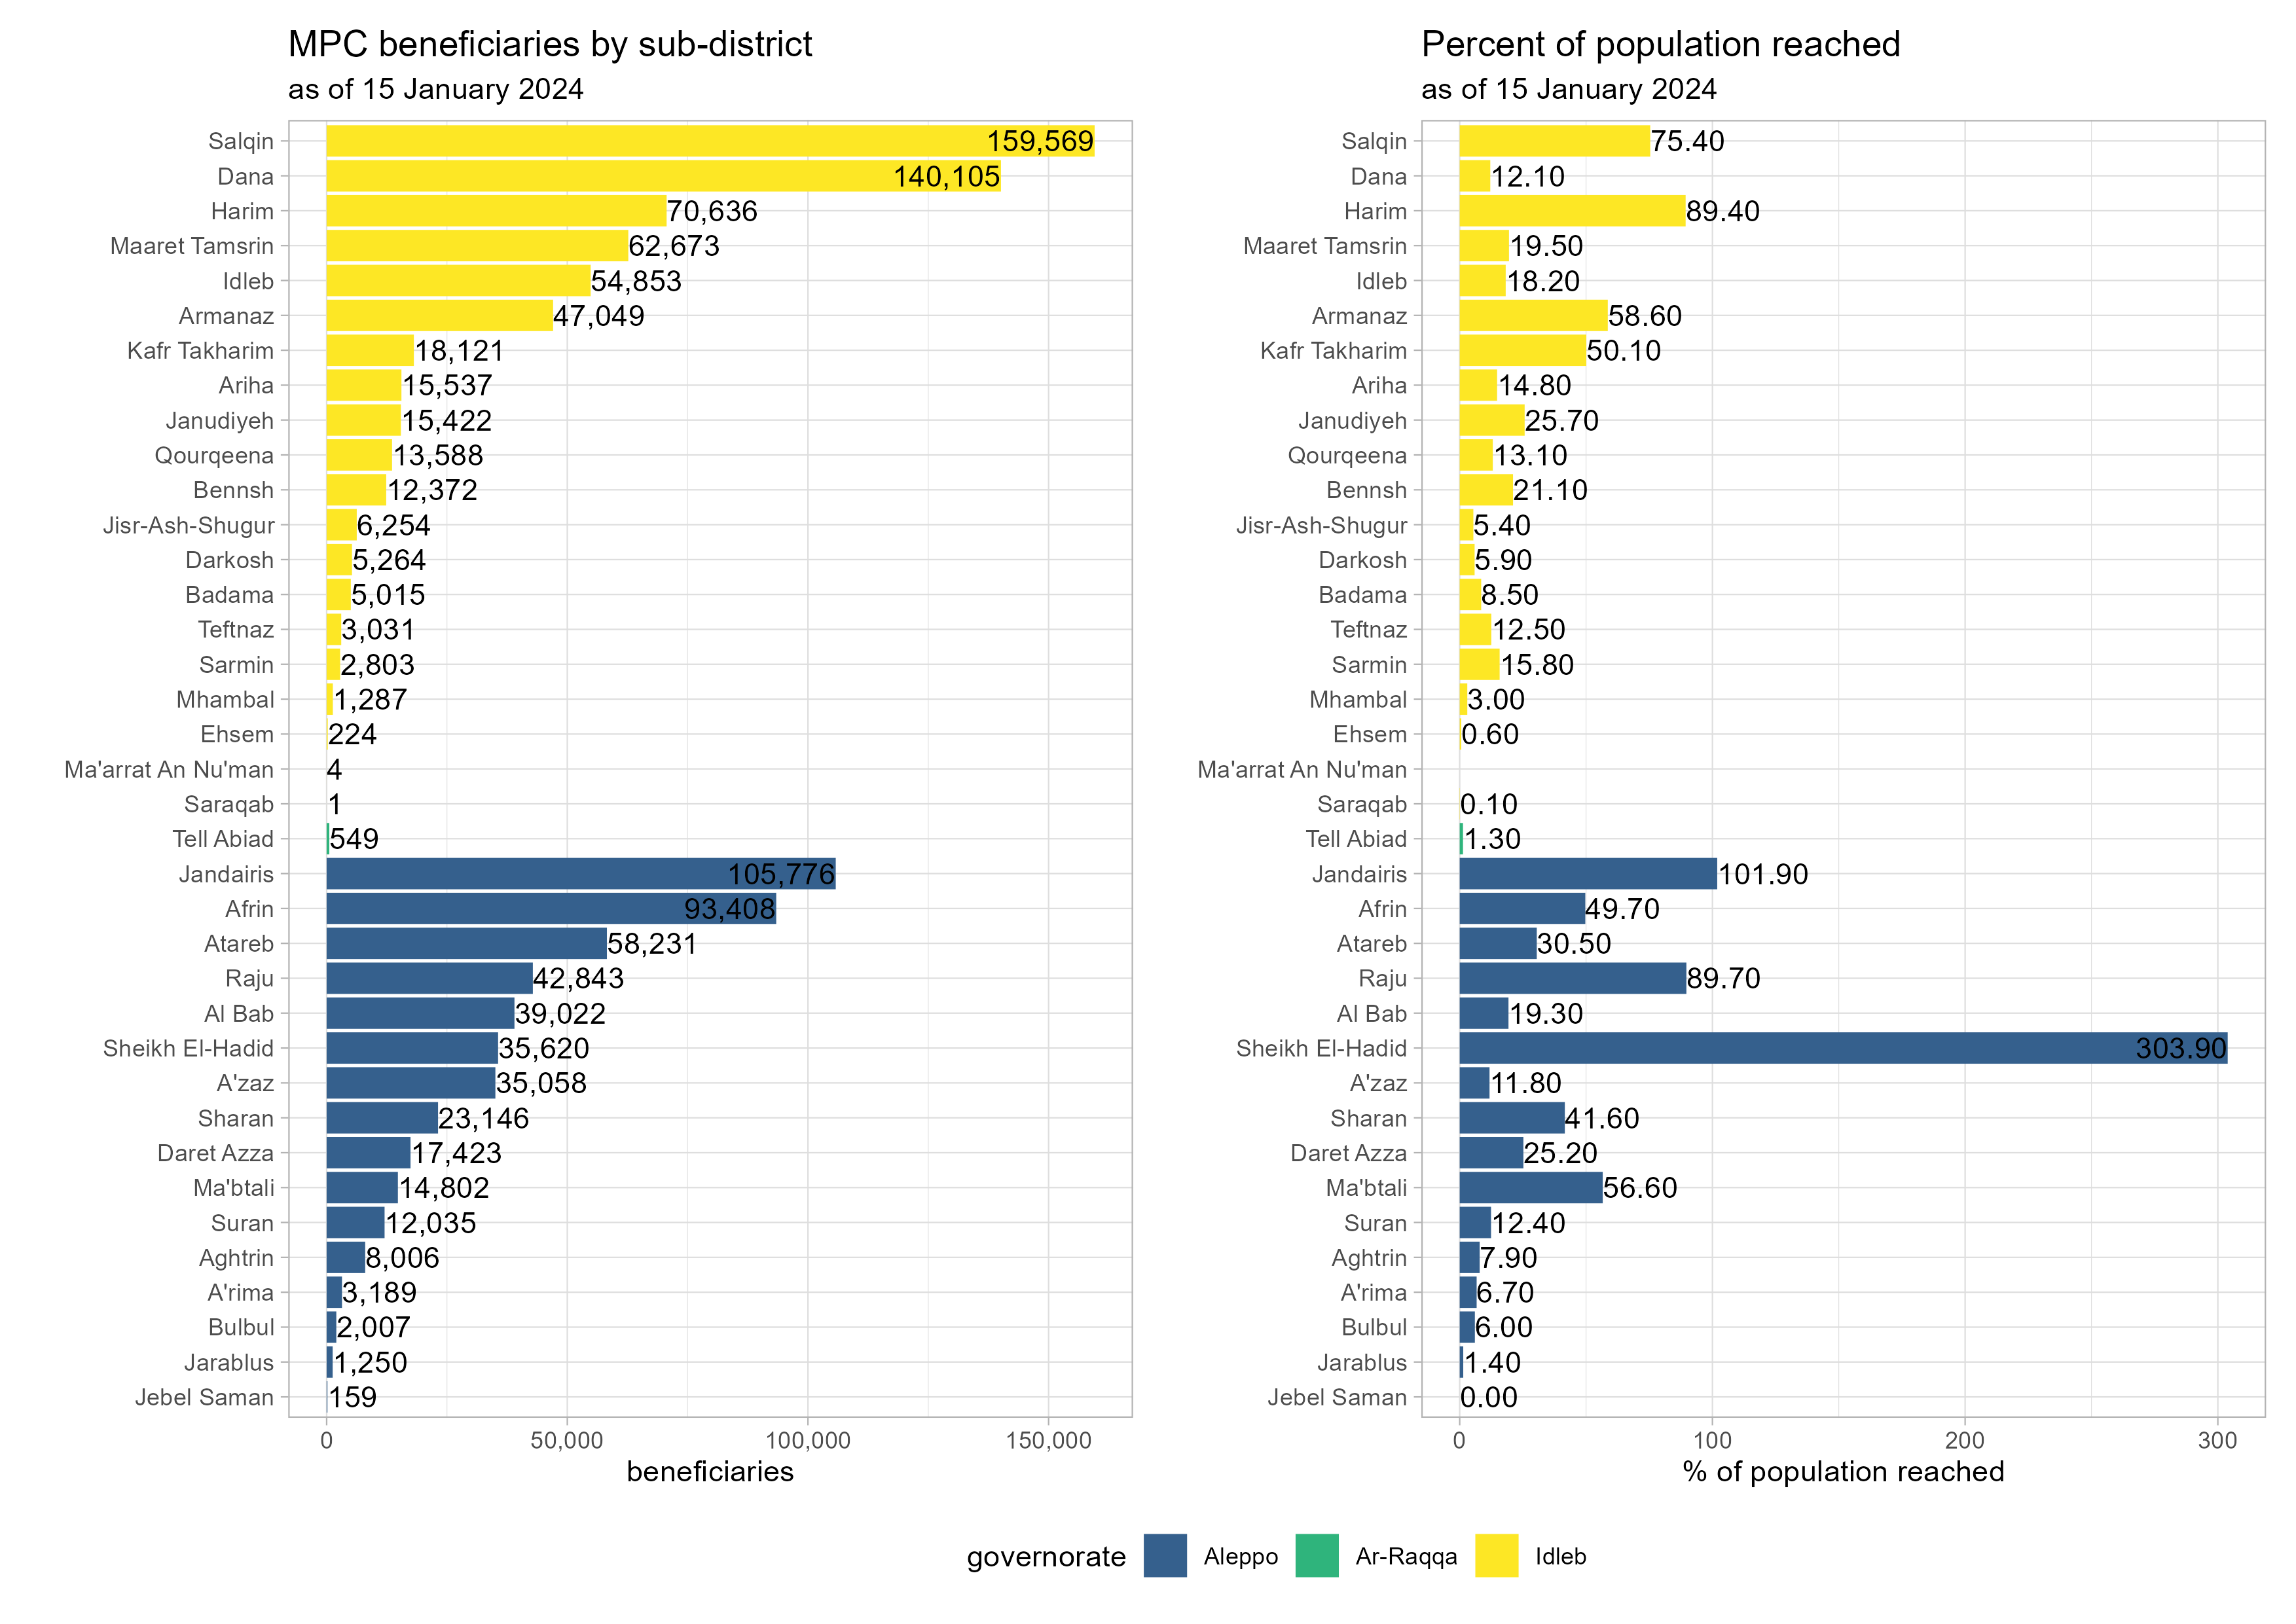 MPC beneficiaries by sub-district
as of 15 January 2024
Salqin 159,569
Dana 140,105
Harim 70,636
Maaret Tamsrin 62,673
Idleb 54,853
Armanaz 47,049
Kafr Takharim 18,121
Ariha 15,537
Janudiyeh 15,422
Qourqeena 13,588
Bennsh 12,372
Jisr-Ash-Shugur 6,254
Darkosh 5,264
Badama 5,015
Teftnaz 3,031
Sarmin 2,803
Mhambal 1,287
Ehsem 224
Ma'arrat An Nu'man 4
Saraqab 1
Tell Abiad 549
Jandairis 105,776
Afrin 93,408
Atareb 58,231
Raju 42,843
Al Bab 39,022
Sheikh El-Hadid 35,620
A'zaz 35,058
Sharan 23,146
Daret Azza 17,423
Ma'btali 14,802
Suran 12,035
Aghtrin 8,006
A'rima 3,189
Bulbul 2,007
Jarablus 1,250
Jebel Saman 159
0 50,000 100,000 150,000
beneficiaries
Percent of population reached
as of 15 January 2024
Salqin 75.40
Dana 12.10
Harim 89.40
Maaret Tamsrin 19.50
Idleb 18.20
Armanaz 58.60
Kafr Takharim 50.10
Ariha 14.80
Janudiyeh 25.70
Qourqeena 13.10
Bennsh 21.10
Jisr-Ash-Shugur 5.40
Darkosh 5.90
Badama 8.50
Teftnaz 12.50
Sarmin 15.80
Mhambal 3.00
Ehsem 0.60
Ma'arrat An Nu'man
Saraqab 0.10
Tell Abiad 1.30
Jandairis 101.90
Afrin 49.70
Atareb 30.50
Raju 89.70
Al Bab 19.30
Sheikh El-Hadid 303.90
A'zaz 11.80
Sharan 41.60
Daret Azza 25.20
Ma'btali 56.60
Suran 12.40
Aghtrin 7.90
A'rima 6.70
Bulbul 6.00
Jarablus 1.40
Jebel Saman 0.00
0 100 200 300
% of population reached
governorate Aleppo Ar-Raqqa Idleb